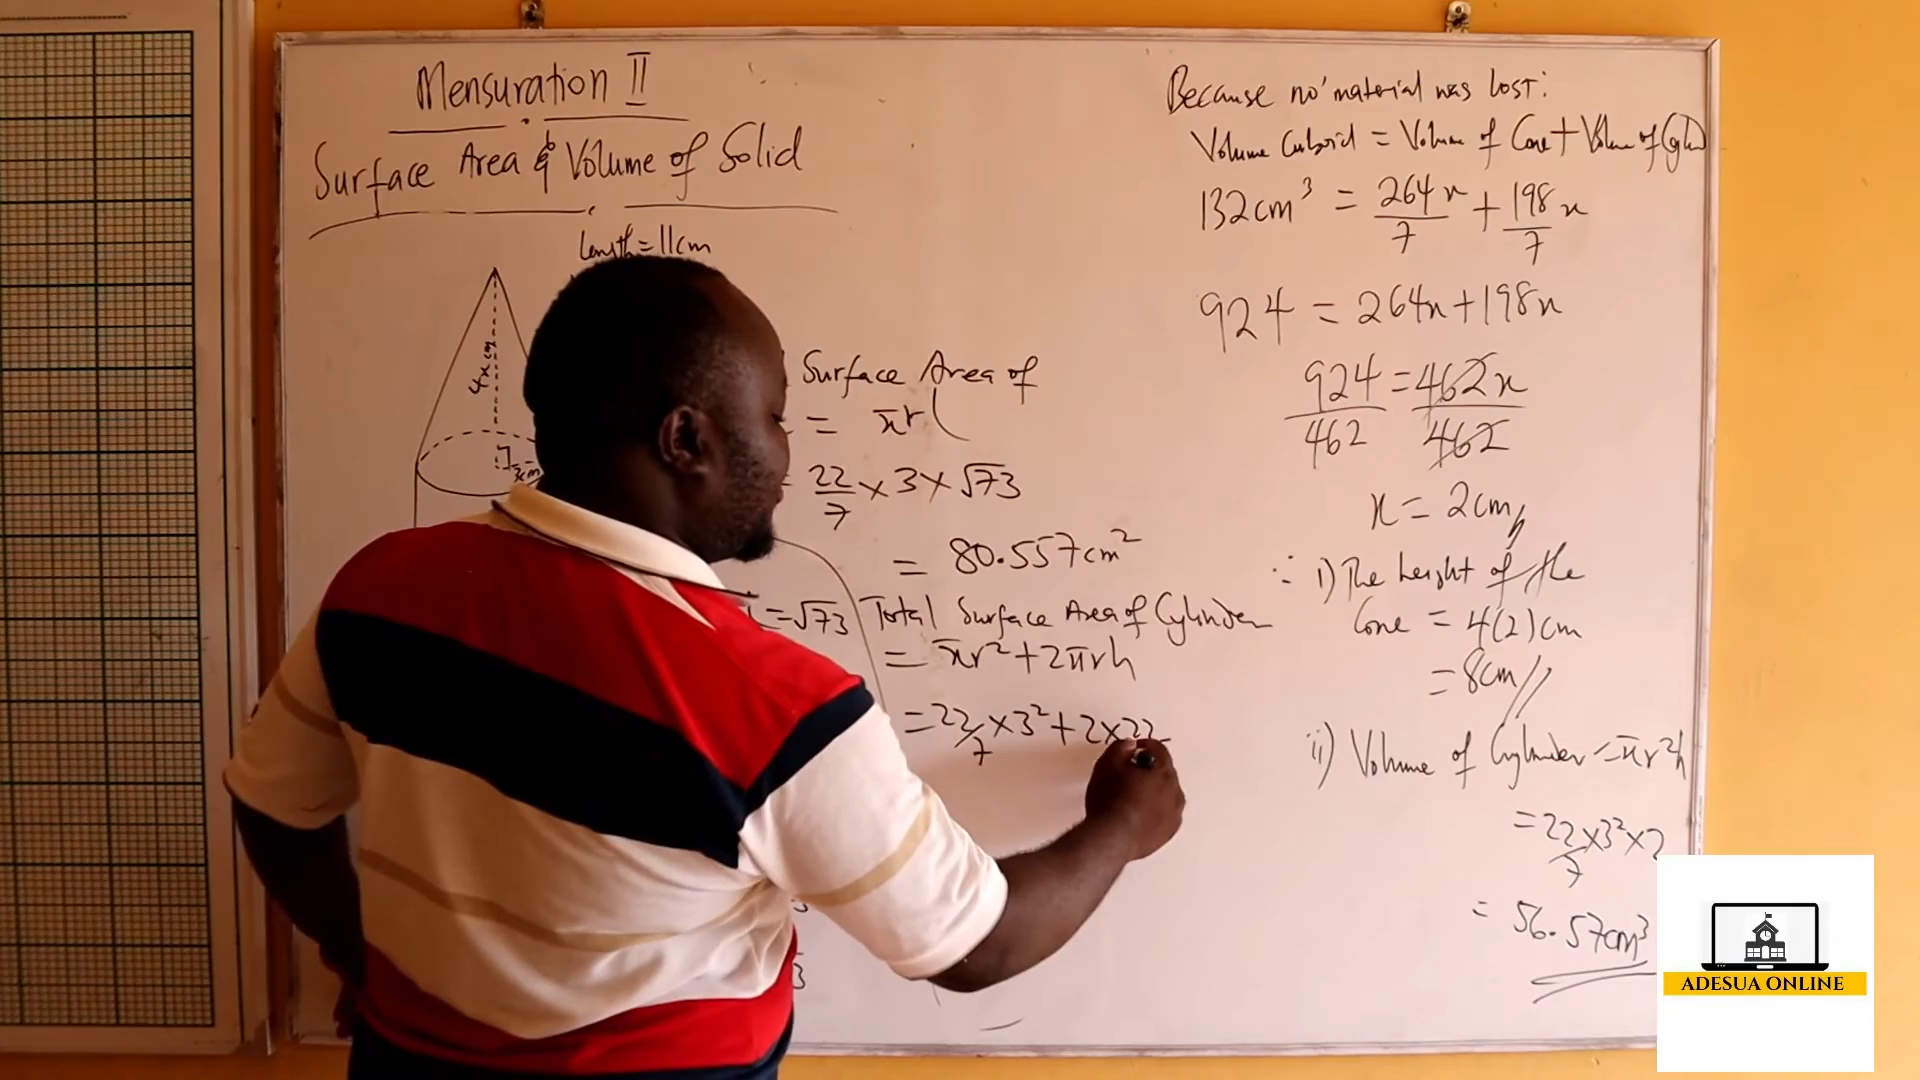 Mensuration II
Surface Area & Volume of Solid
Length = 11cm
4x cm
Surface Area of
= πrl
22/7 × 3 × √73
= 80.557cm²
= √73
Total Surface Area of Cylinder
= πr² + 2πrh
= 22/7 × 3² + 2 × 22
Because no material was lost:
Volume Cuboid = Volume of Cone + Volume of Cylind
132cm³ = 264x/7 + 198x/7
924 = 264x + 198x
924/462 = 462x/462
x = 2cm
∴ i) The height of the
Cone = 4(2)cm
= 8cm
ii) Volume of Cylinder = πr²h
= 22/7 × 3² × 2
= 56.57cm³
ADESUA ONLINE